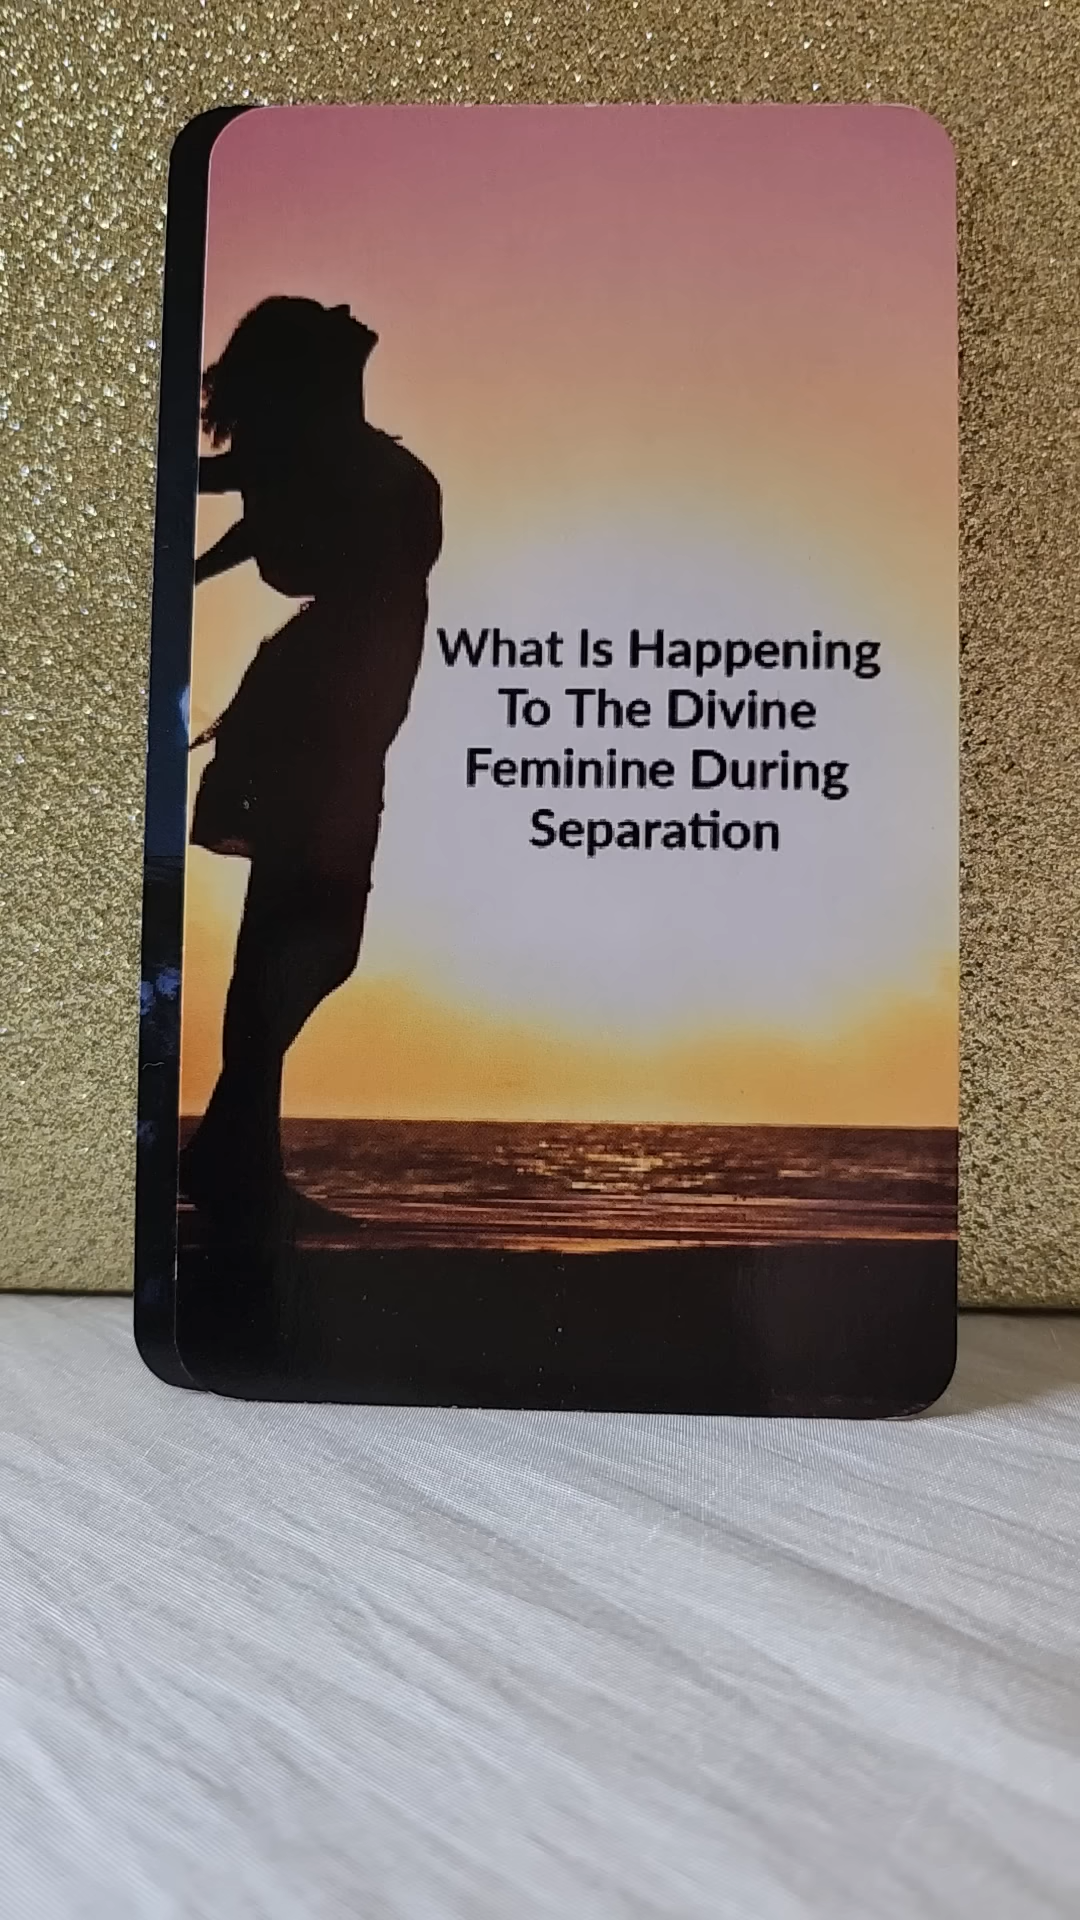 What Is Happening
To The Divine
Feminine During
Separation